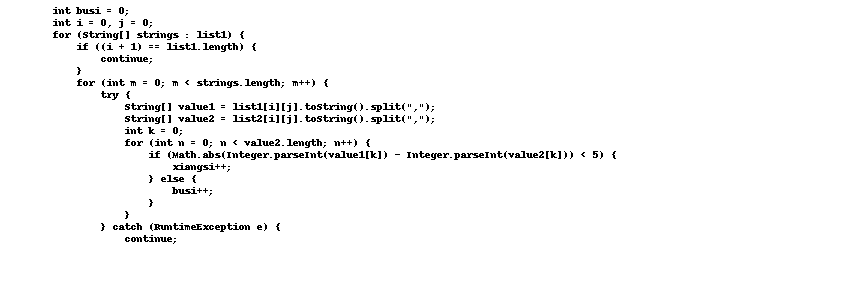 int busi = 0;
int i = 0, j = 0;
for (String[] strings : list1) {
if ((i + 1) == list1.length) {
continue;
}
for (int m = 0; m < strings.length; m++) {
try {
String[] value1 = list1[i][j].toString().split(",");
String[] value2 = list2[i][j].toString().split(",");
int k = 0;
for (int n = 0; n < value2.length; n++) {
if (Math.abs(Integer.parseInt(value1[k]) - Integer.parseInt(value2[k])) < 5) {
xiangsi++;
} else {
busi++;
}
}
} catch (RuntimeException e) {
continue;